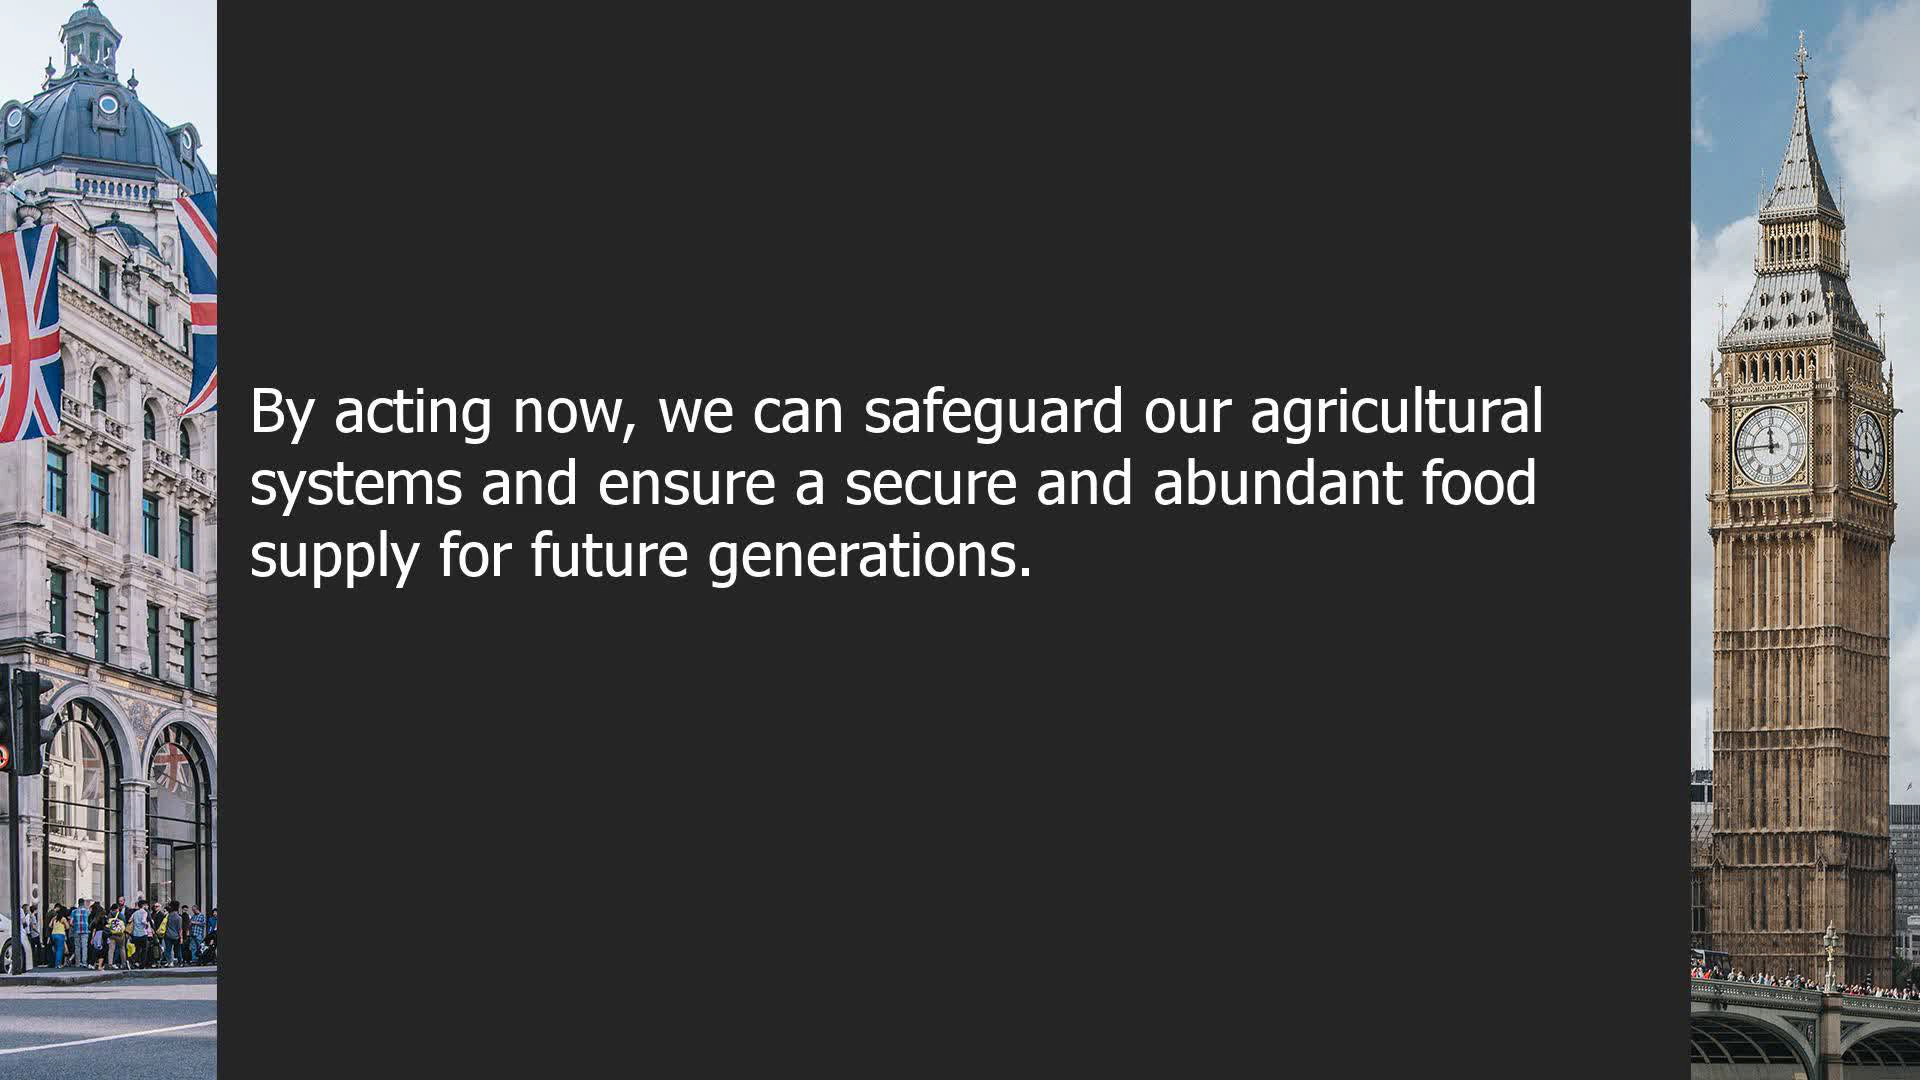 By acting now, we can safeguard our agricultural
systems and ensure a secure and abundant food
supply for future generations.